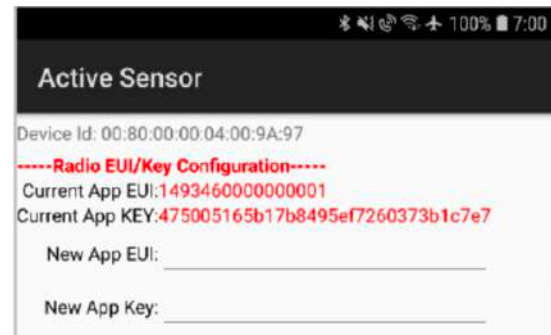 100% 7:00
Active Sensor
Device Id: 00:80:00:00:04:00:9A:97
-----Radio EUI/Key Configuration-----
Current App EUI:1493460000000001
Current App KEY:475005165b17b8495ef7260373b1c7e7
New App EUI:
New App Key: